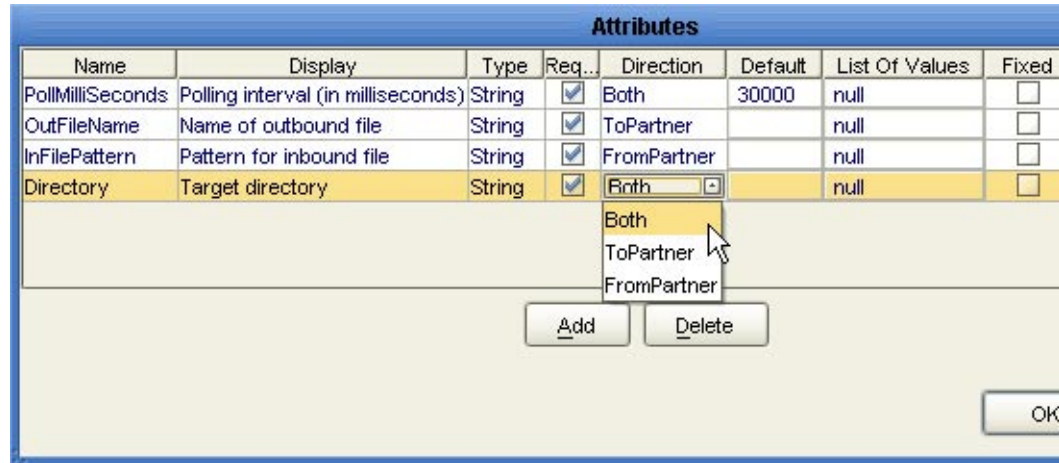 Attributes
Name Display Type Req... Direction Default List Of Values Fixed
PollMilliSeconds Polling interval (in milliseconds) String Both 30000 null
OutFileName Name of outbound file String ToPartner null
InFilePattern Pattern for inbound file String FromPartner null
Directory Target directory String Both null
Both
ToPartner
FromPartner
Add Delete
OK